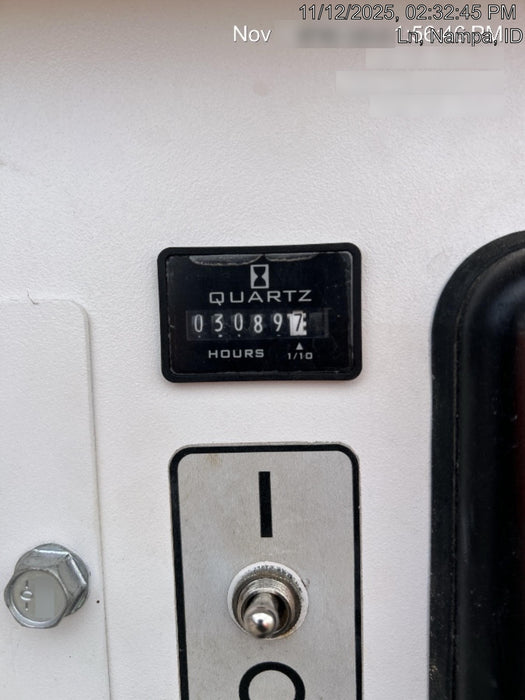 11/12/2025, 02:32:45 PM
Nov
Ln, Nampa, ID
QUARTZ
030897
HOURS 1/10